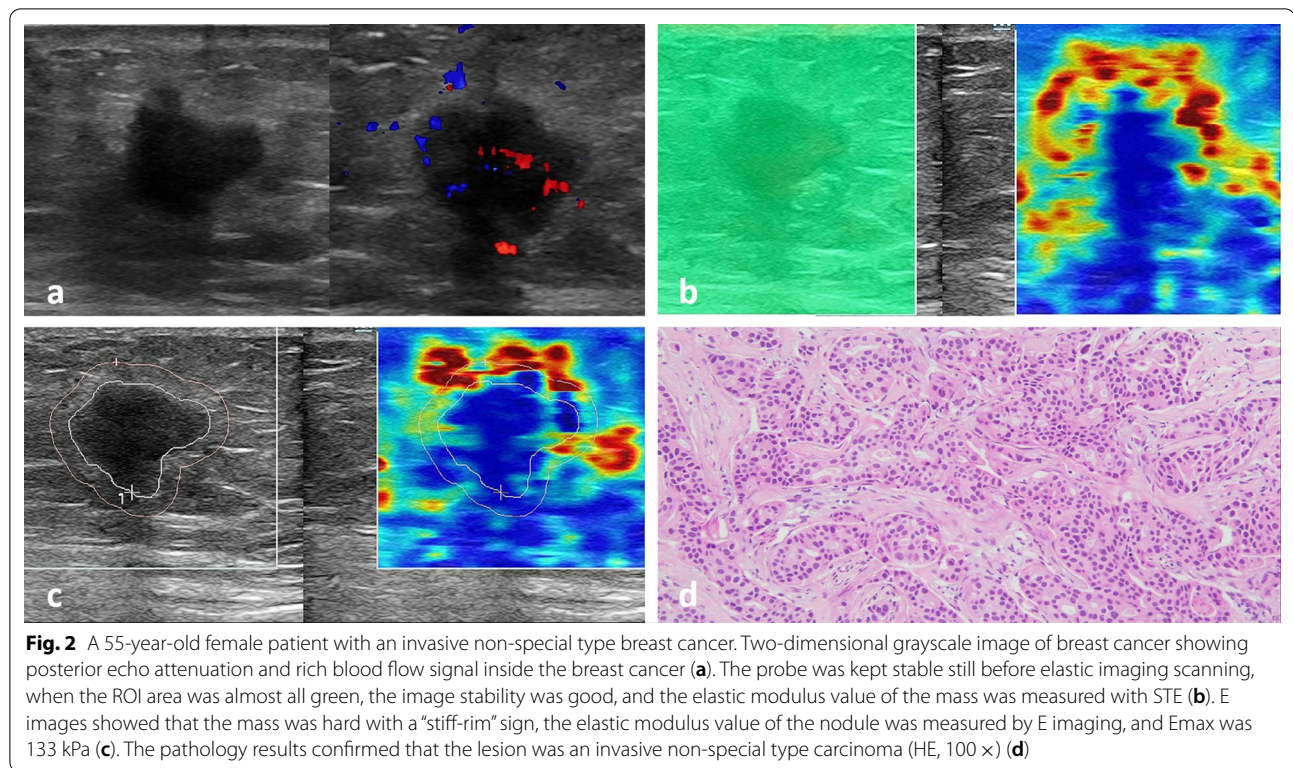 a
b
c
1
d
Fig. 2 A 55-year-old female patient with an invasive non-special type breast cancer. Two-dimensional grayscale image of breast cancer showing
posterior echo attenuation and rich blood flow signal inside the breast cancer (a). The probe was kept stable still before elastic imaging scanning,
when the ROI area was almost all green, the image stability was good, and the elastic modulus value of the mass was measured with STE (b). E
images showed that the mass was hard with a “stiff-rim” sign, the elastic modulus value of the nodule was measured by E imaging, and Emax was
133 kPa (c). The pathology results confirmed that the lesion was an invasive non-special type carcinoma (HE, 100 ×) (d)